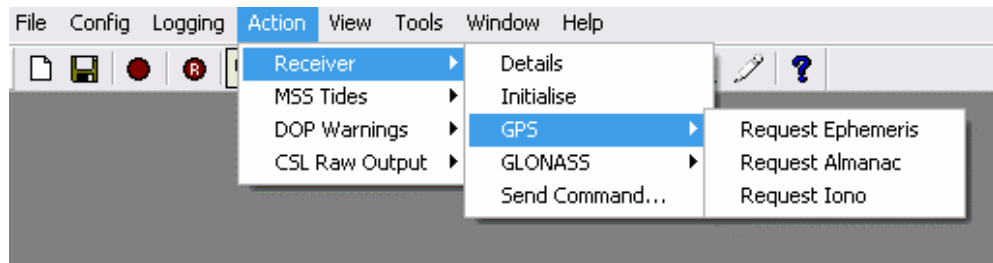 File Config Logging Action View Tools Window Help
R ?
Receiver
MSS Tides
DOP Warnings
CSL Raw Output
Details
Initialise
GPS
GLONASS
Send Command...
Request Ephemeris
Request Almanac
Request Iono